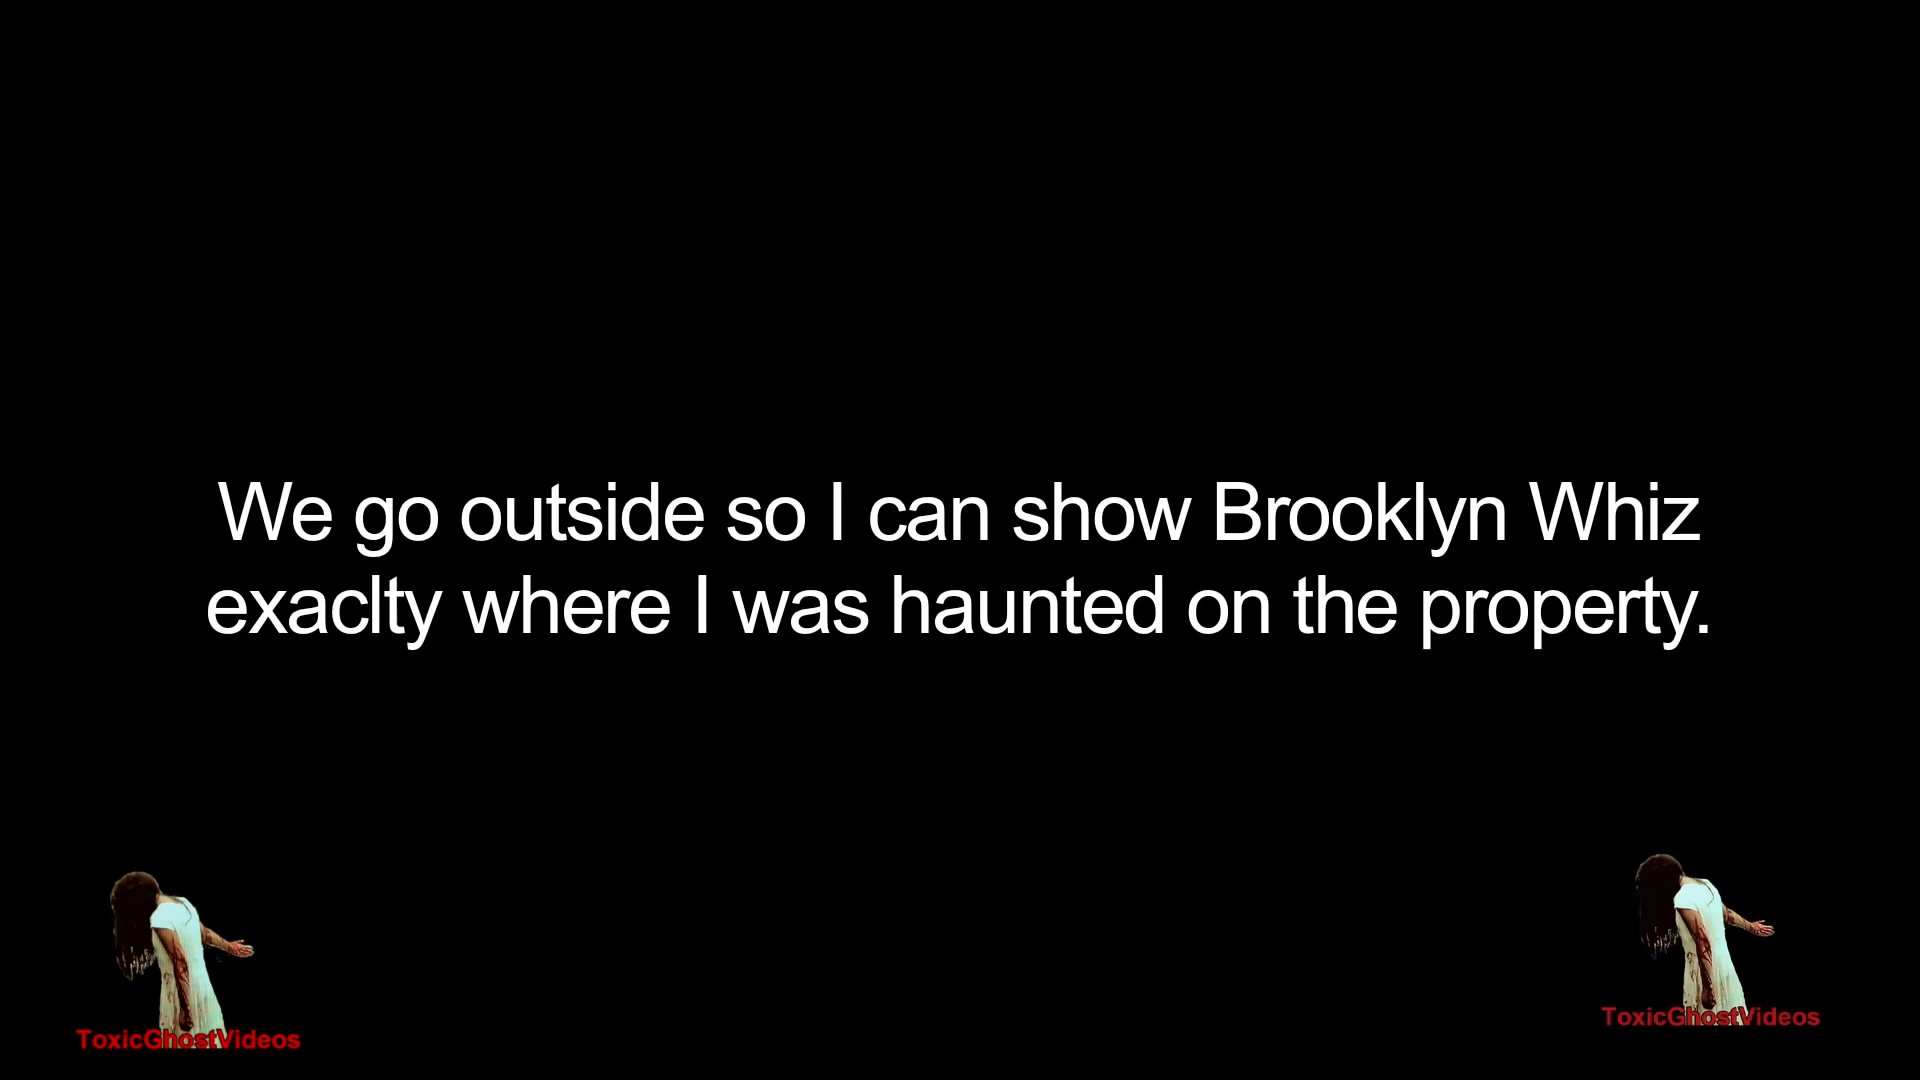 We go outside so I can show Brooklyn Whiz
exaclty where I was haunted on the property.
ToxicGhostVideos
ToxicGhostVideos